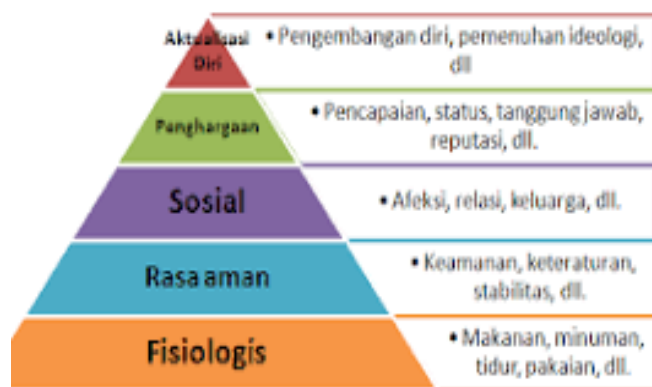 Aktualisasi
Diri
• Pengembangan diri, pemenuhan ideologi,
dll
Penghargaan
• Pencapaian, status, tanggung jawab,
reputasi, dll.
Sosial
• Afeksi, relasi, keluarga, dll.
Rasa aman
• Keamanan, keteraturan,
stabilitas, dll.
Fisiologis
• Makanan, minuman,
tidur, pakaian, dll.